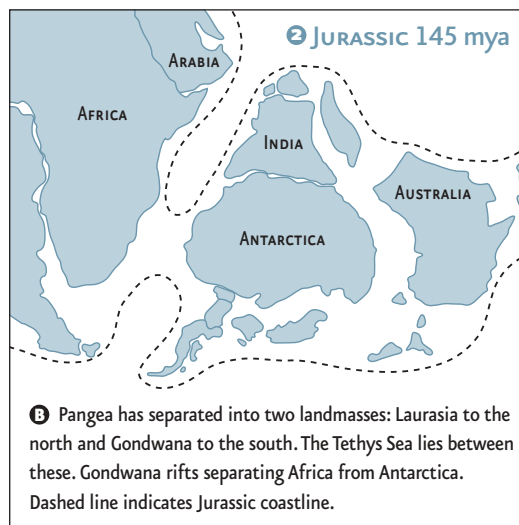 ❷ JURASSIC 145 mya
ARABIA
AFRICA
INDIA
AUSTRALIA
ANTARCTICA
Ⓑ Pangea has separated into two landmasses: Laurasia to the
north and Gondwana to the south. The Tethys Sea lies between
these. Gondwana rifts separating Africa from Antarctica.
Dashed line indicates Jurassic coastline.